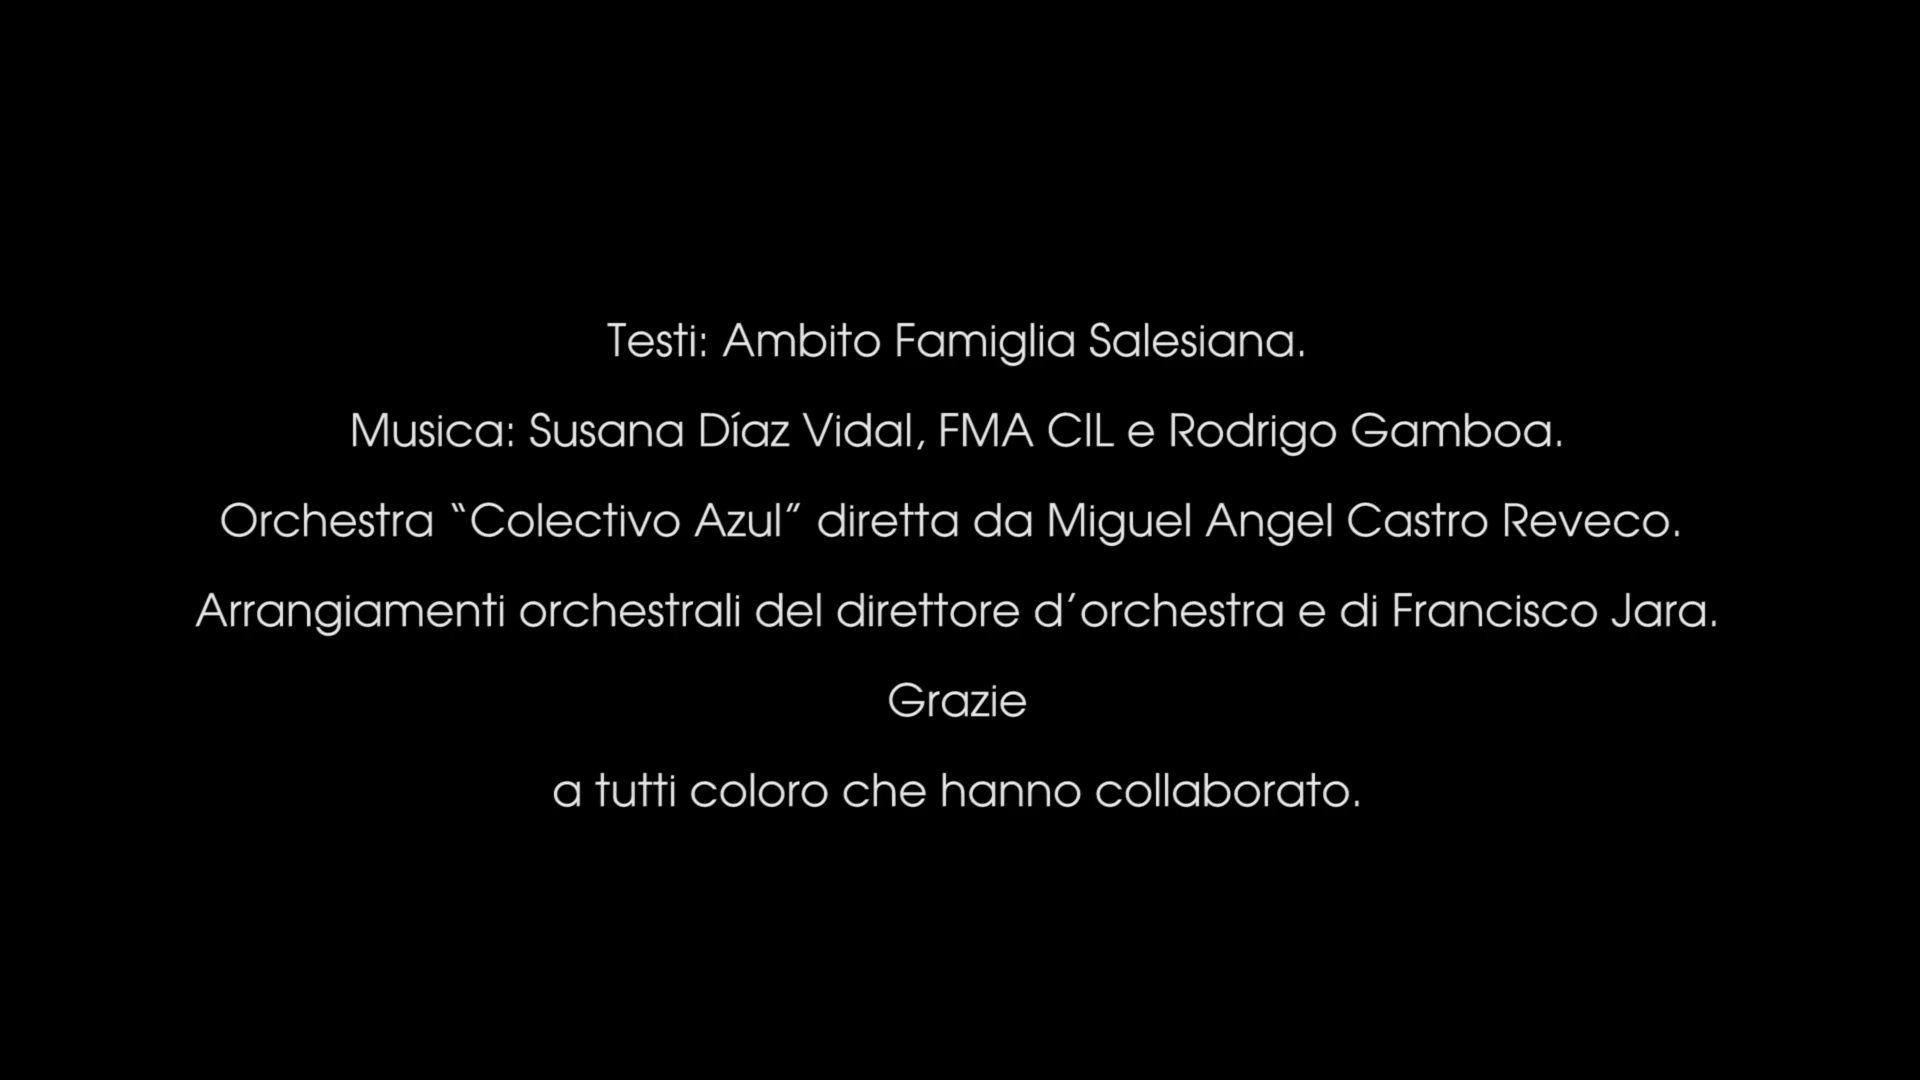 Testi: Ambito Famiglia Salesiana.
Musica: Susana Díaz Vidal, FMA CIL e Rodrigo Gamboa.
Orchestra “Colectivo Azul” diretta da Miguel Angel Castro Reveco.
Arrangiamenti orchestrali del direttore d’orchestra e di Francisco Jara.
Grazie
a tutti coloro che hanno collaborato.